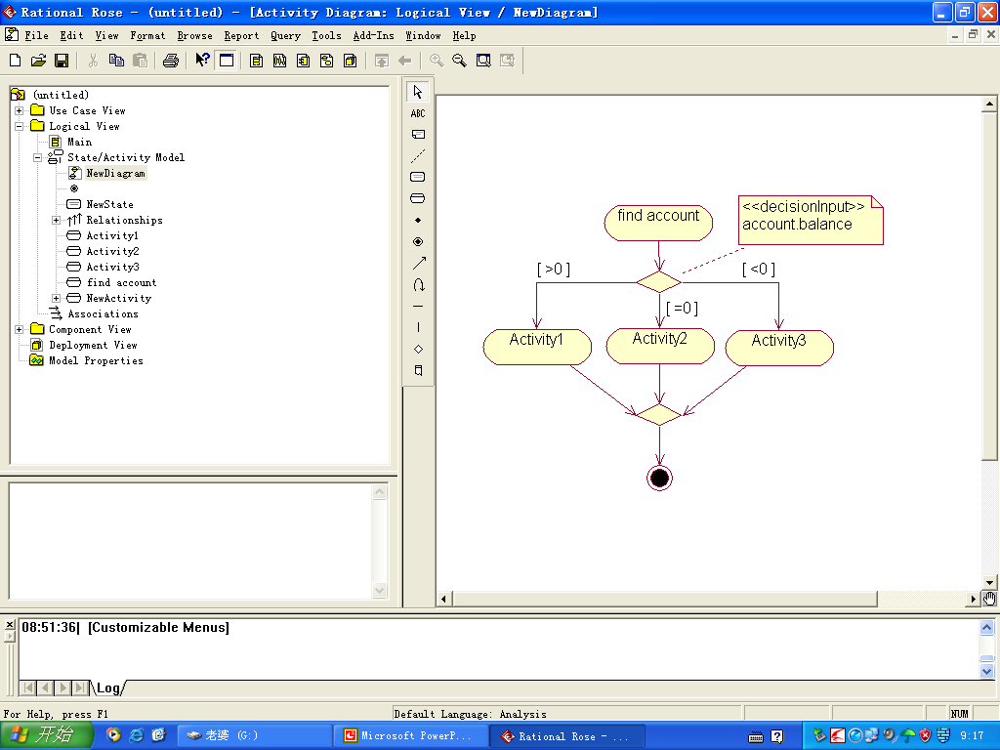 Rational Rose - (untitled) - [Activity Diagram: Logical View / NewDiagram]
File Edit View Format Browse Report Query Tools Add-Ins Window Help
(untitled)
Use Case View
Logical View
Main
State/Activity Model
NewDiagram
NewState
Relationships
Activity1
Activity2
Activity3
find account
NewActivity
Associations
Component View
Deployment View
Model Properties
ABC
find account
<<decisionInput>>
account.balance
[ >0 ]
[ <0 ]
[ =0 ]
Activity1
Activity2
Activity3
08:51:36| [Customizable Menus]
Log
For Help, press F1
Default Language: Analysis
NUM
开始
老婆 (G:)
Microsoft PowerP...
Rational Rose - ...
9:17